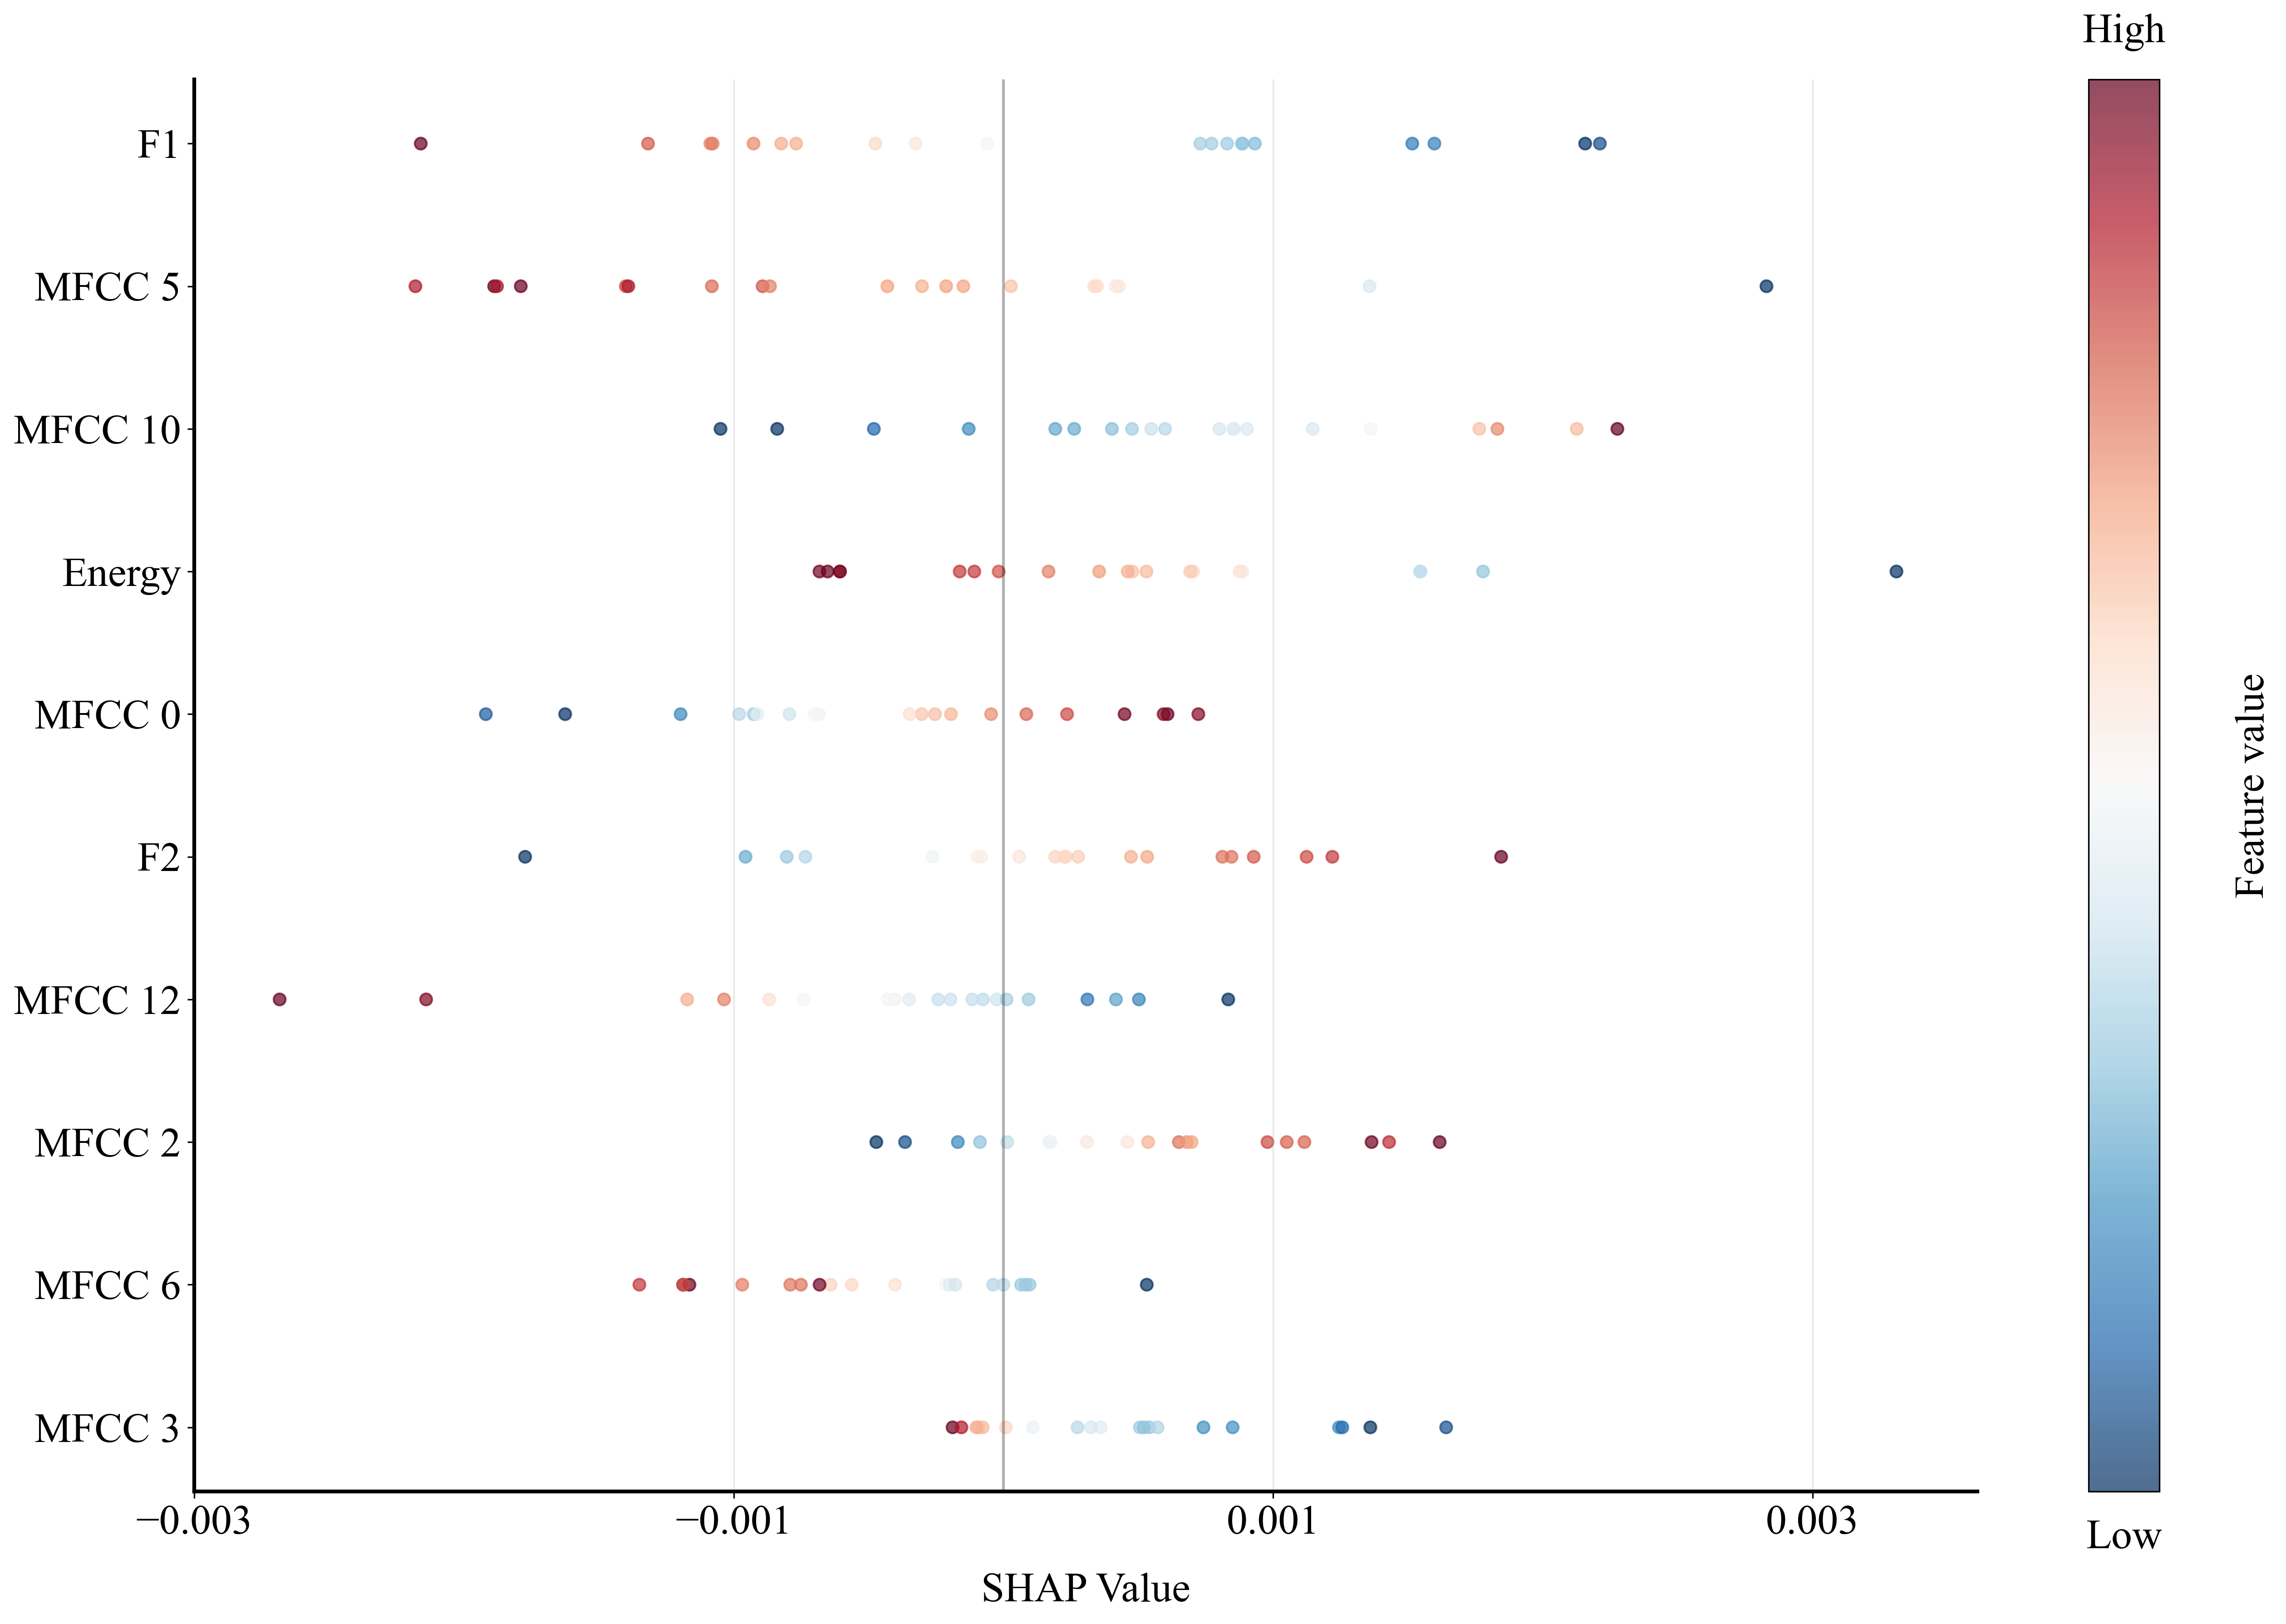 High
F1
MFCC 5
MFCC 10
Energy
MFCC 0
F2
MFCC 12
MFCC 2
MFCC 6
MFCC 3
−0.003 −0.001 0.001 0.003
SHAP Value
Low
Feature value